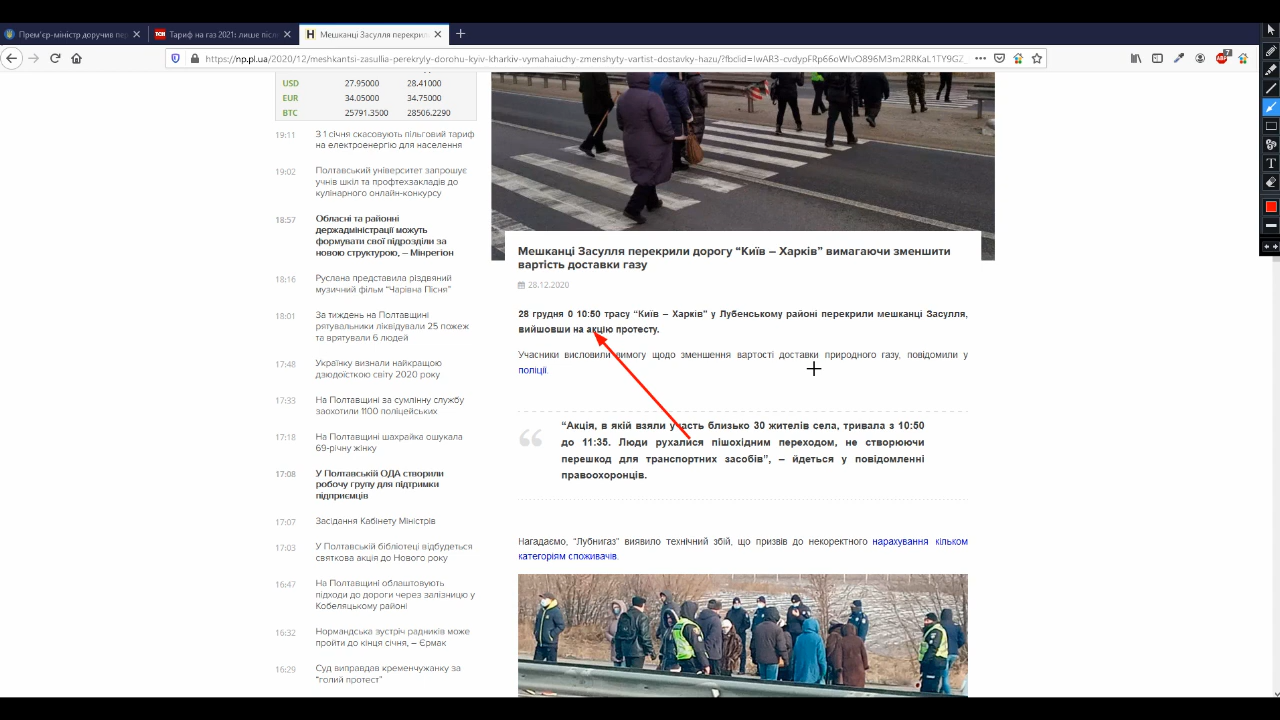 Прем'єр-міністр доручив пер
Тариф на газ 2021: лише післ
Мешканці Засулля перекрили
https://np.pl.ua/2020/12/meshkantsi-zasullia-perekryly-dorohu-kyiv-kharkiv-vymahaiuchy-zmenshyty-vartist-dostavky-hazu/?fbclid=
USD 27.95000 28.41000
EUR 34.05000 34.75000
BTC 25791.3500 28506.2290
19:11 З 1 січня скасовують пільговий тариф
на електроенергію для населення
19:02 Полтавський університет запрошує
учнів шкіл та профтехзакладів до
кулінарного онлайн-конкурсу
18:57 Обласні та районні
держадміністрації можуть
формувати свої підрозділи за
новою структурою, – Мінрегіон
18:16 Руслана представила різдвяний
музичний фільм “Чарівна Пісня”
18:01 За тиждень на Полтавщині
рятувальники ліквідували 25 пожеж
та врятували 6 людей
17:48 Українку визнали найкращою
дзюдоїсткою світу 2020 року
17:33 На Полтавщині за сумлінну службу
заохотили 1100 поліцейських
17:18 На Полтавщині шахрайка ошукала
69-річну жінку
17:08 У Полтавській ОДА створили
робочу групу для підтримки
підприємців
17:07 Засідання Кабінету Міністрів
17:03 У Полтавській бібліотеці відбудеться
святкова акція до Нового року
16:47 На Полтавщині облаштовують
підходи до дороги через залізницю у
Кобеляцькому районі
16:32 Нормандська зустріч радників може
пройти до кінця січня, – Єрмак
16:29 Суд виправдав кременчужанку за
“голий протест”
Мешканці Засулля перекрили дорогу “Київ – Харків” вимагаючи зменшити
вартість доставки газу
28.12.2020
28 грудня 0 10:50 трасу “Київ – Харків” у Лубенському районі перекрили мешканці Засулля,
вийшовши на акцію протесту.
Учасники висловили вимогу щодо зменшення вартості доставки природного газу, повідомили у
поліції.
“Акція, в якій взяли участь близько 30 жителів села, тривала з 10:50
до 11:35. Люди рухалися пішохідним переходом, не створюючи
перешкод для транспортних засобів”, – йдеться у повідомленні
правоохоронців.
Нагадаємо, “Лубнигаз” виявило технічний збій, що призвів до некоректного нарахування кільком
категоріям споживачів.